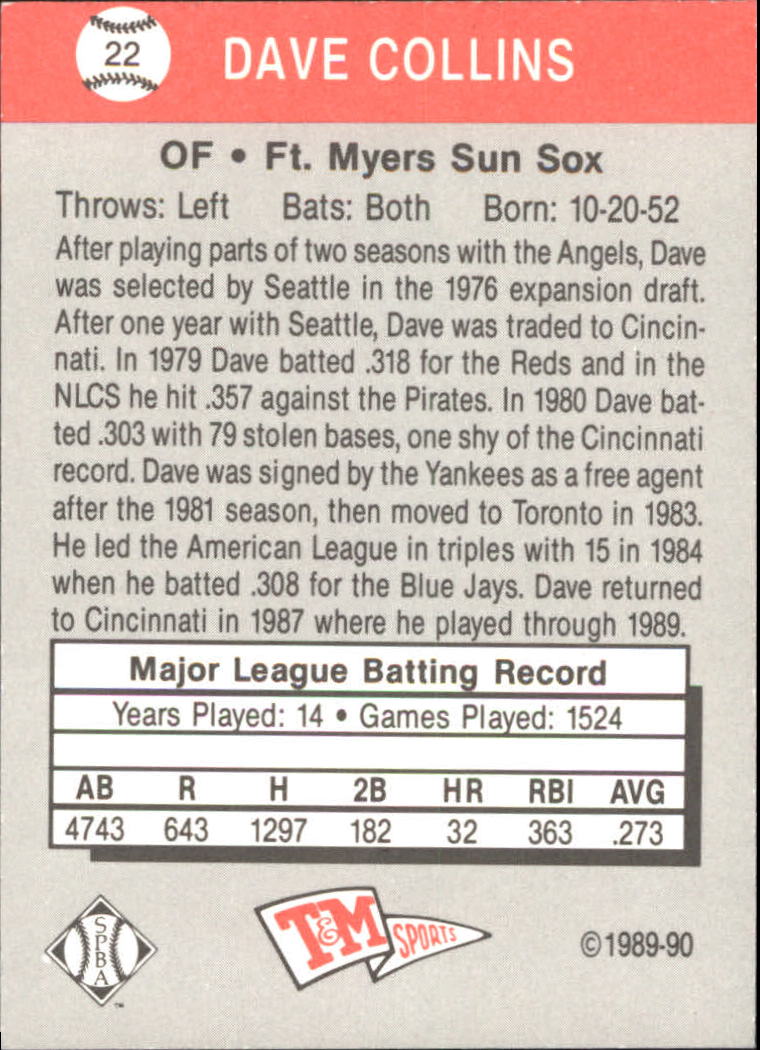 22
DAVE COLLINS
OF • Ft. Myers Sun Sox
Throws: Left Bats: Both Born: 10-20-52
After playing parts of two seasons with the Angels, Dave
was selected by Seattle in the 1976 expansion draft.
After one year with Seattle, Dave was traded to Cincin-
nati. In 1979 Dave batted .318 for the Reds and in the
NLCS he hit .357 against the Pirates. In 1980 Dave bat-
ted .303 with 79 stolen bases, one shy of the Cincinnati
record. Dave was signed by the Yankees as a free agent
after the 1981 season, then moved to Toronto in 1983.
He led the American League in triples with 15 in 1984
when he batted .308 for the Blue Jays. Dave returned
to Cincinnati in 1987 where he played through 1989.
Major League Batting Record
Years Played: 14 • Games Played: 1524
AB R H 2B HR RBI AVG
4743 643 1297 182 32 363 .273
SPBA
™
T&M SPORTS
©1989-90